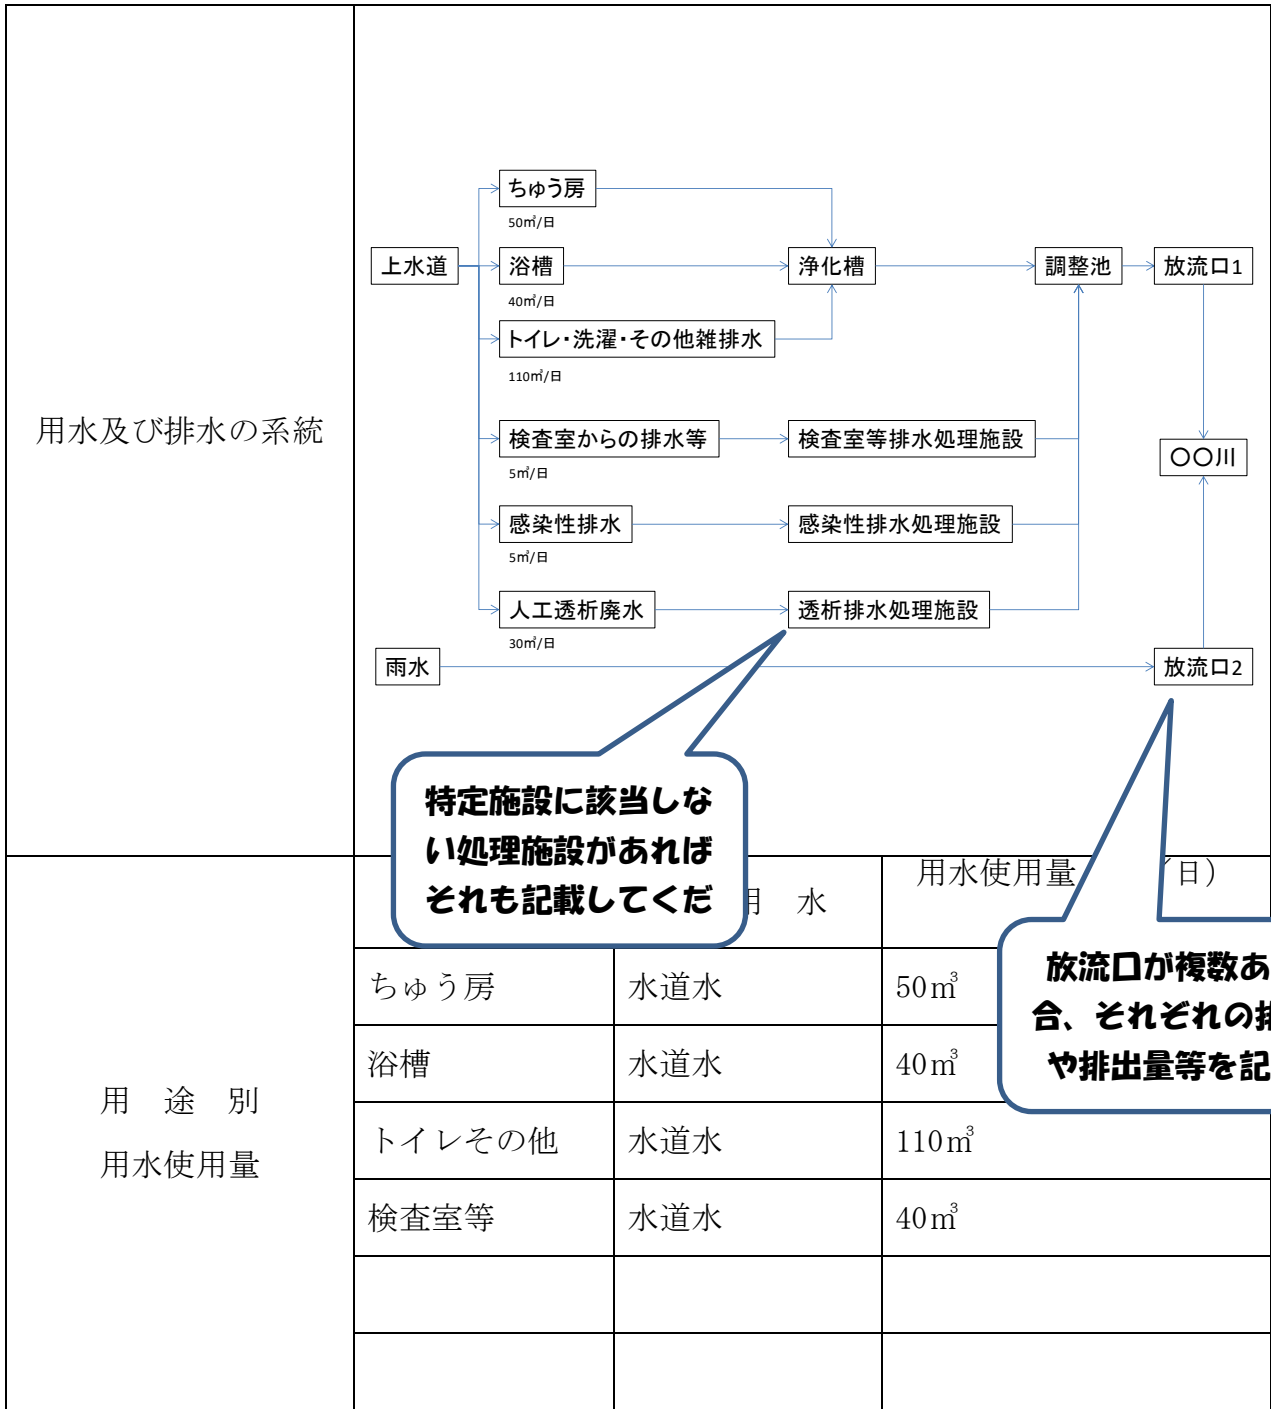 用水及び排水の系統
ちゅう房
50㎥/日
上水道
浴槽
浄化槽
調整池
放流口1
40㎥/日
トイレ・洗濯・その他雑排水
110㎥/日
検査室からの排水等
検査室等排水処理施設
5㎥/日
〇〇川
感染性排水
感染性排水処理施設
5㎥/日
人工透析廃水
透析排水処理施設
30㎥/日
雨水
放流口2
特定施設に該当しな
い処理施設があれば
それも記載してくだ
放流口が複数あ
合、それぞれの排
や排出量等を記
用 途 別
用水使用量
用 水
用水使用量 日)
ちゅう房 水道水 50㎥
浴槽 水道水 40㎥
トイレその他 水道水 110㎥
検査室等 水道水 40㎥